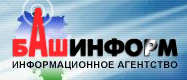 БАШИНФОРМ
ИНФОРМАЦИОННОЕ АГЕНТСТВО